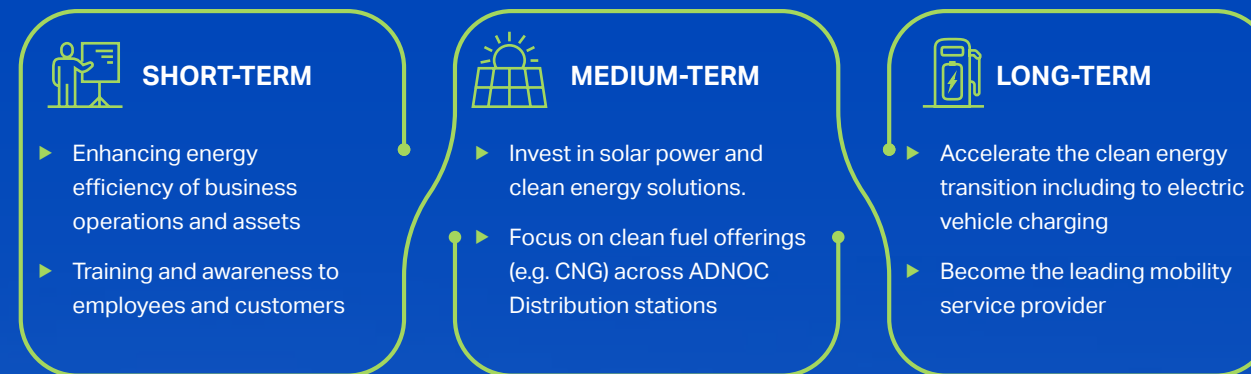 SHORT-TERM
Enhancing energy
efficiency of business
operations and assets
Training and awareness to
employees and customers
MEDIUM-TERM
Invest in solar power and
clean energy solutions.
Focus on clean fuel offerings
(e.g. CNG) across ADNOC
Distribution stations
LONG-TERM
Accelerate the clean energy
transition including to electric
vehicle charging
Become the leading mobility
service provider